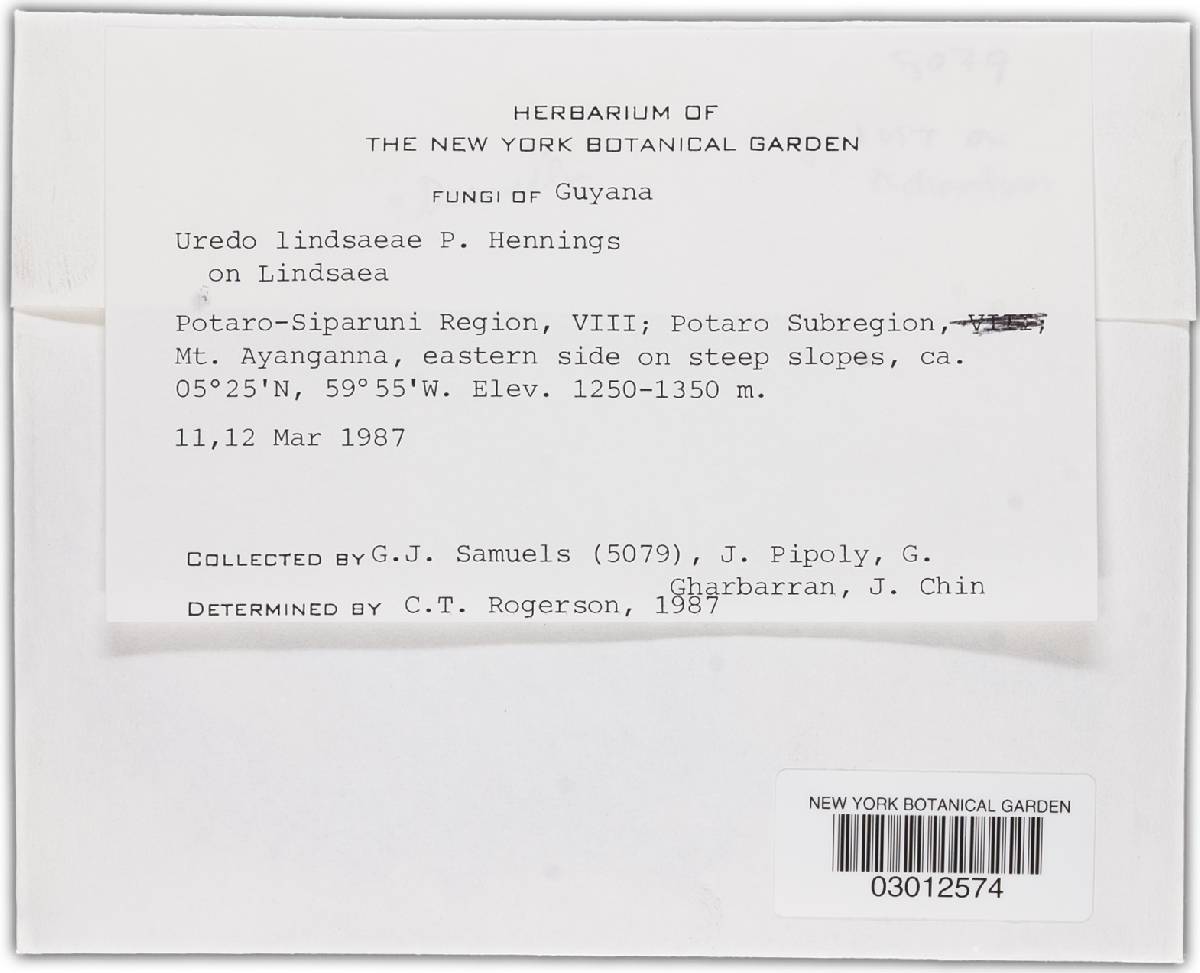 HERBARIUM OF
THE NEW YORK BOTANICAL GARDEN
FUNGI OF Guyana
Uredo lindsaeae P. Hennings
on Lindsaea
Potaro-Siparuni Region, VIII; Potaro Subregion,
Mt. Ayanganna, eastern side on steep slopes, ca.
05°25'N, 59°55'W. Elev. 1250-1350 m.
11,12 Mar 1987
COLLECTED BY G.J. Samuels (5079), J. Pipoly, G.
Gharbarran, J. Chin
DETERMINED BY C.T. Rogerson, 1987
NEW YORK BOTANICAL GARDEN
03012574